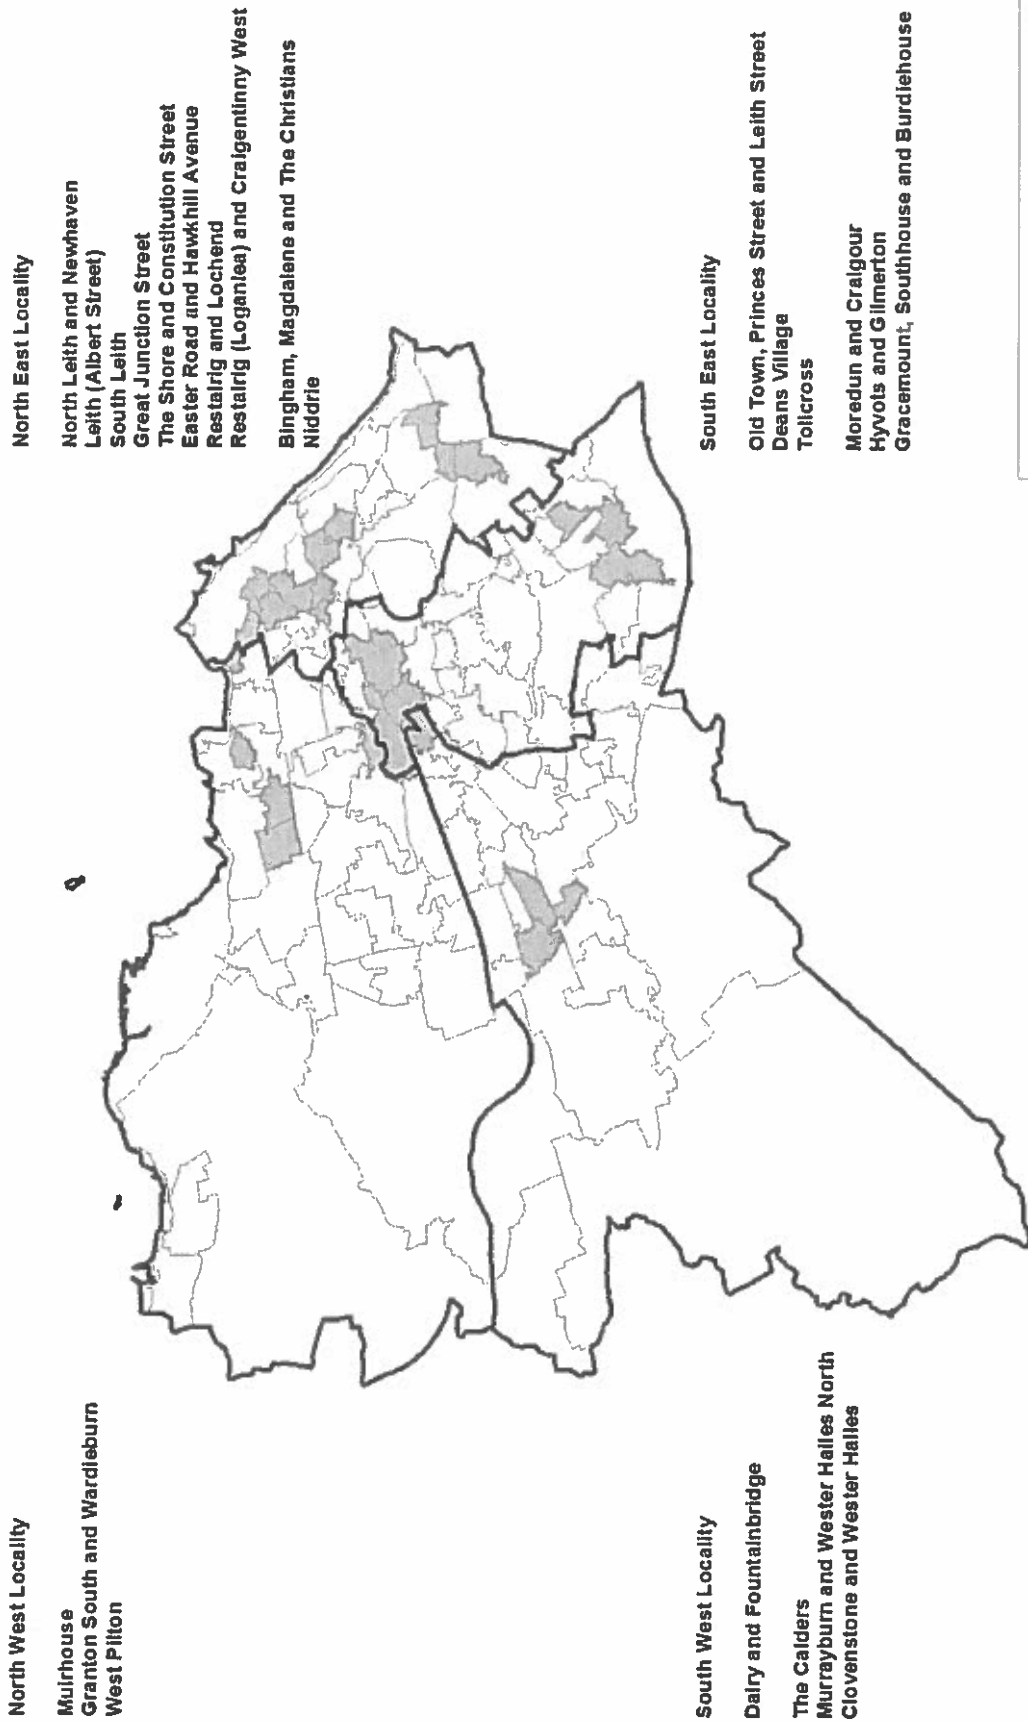 North West Locality
Muirhouse
Granton South and Wardieburn
West Pilton
North East Locality
North Leith and Newhaven
Leith (Albert Street)
South Leith
Great Junction Street
The Shore and Constitution Street
Easter Road and Hawkhill Avenue
Restalrig and Lochend
Restalrig (Loganlea) and Craigentinny West
Bingham, Magdalene and The Christians
Niddrie
South West Locality
Dalry and Fountainbridge
The Calders
Murrayburn and Wester Hailes North
Clovenstone and Wester Hailes
South East Locality
Old Town, Princes Street and Leith Street
Deans Village
Tollcross
Moredun and Craigour
Hyvots and Gilmerton
Gracemount, Southhouse and Burdiehouse